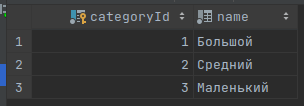 categoryId name
1 1 Большой
2 2 Средний
3 3 Маленький